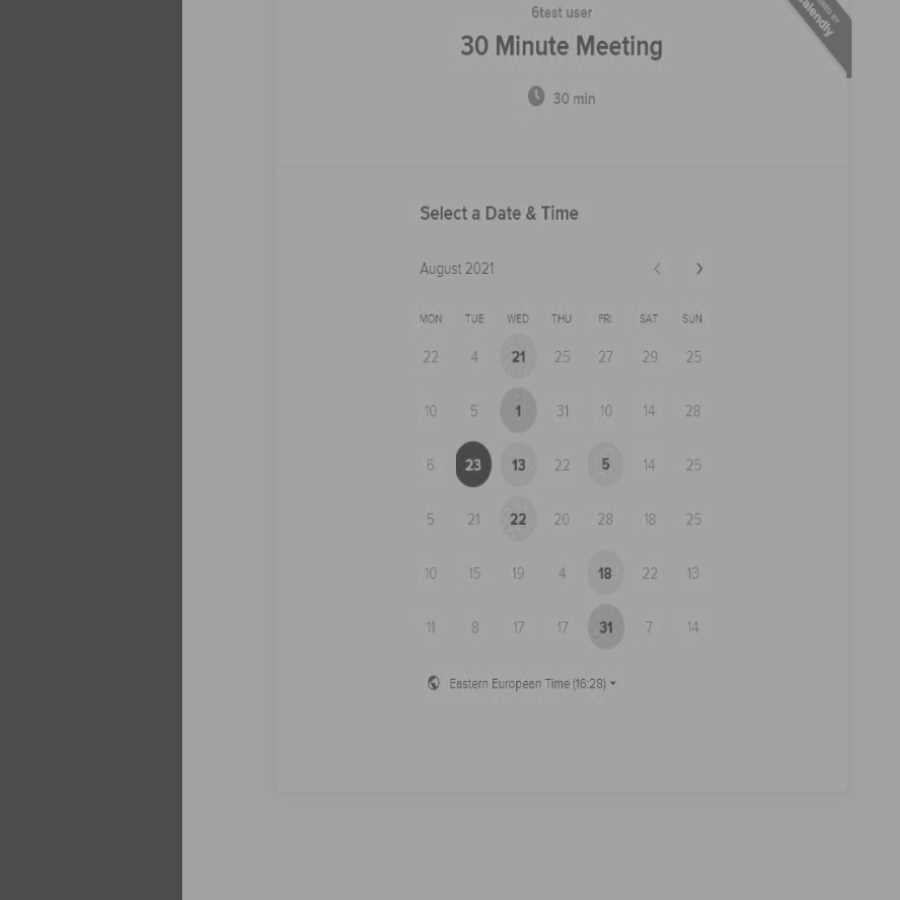 6test user
30 Minute Meeting
Calendly
30 min
Select a Date & Time
August 2021
MON TUE WED THU FRI SAT SUN
22 4 21 25 27 29 25
10 5 1 31 10 14 28
6 23 13 22 5 14 25
5 21 22 20 28 18 25
10 15 19 4 18 22 13
11 8 17 17 31 7 14
Eastern European Time (16:28)